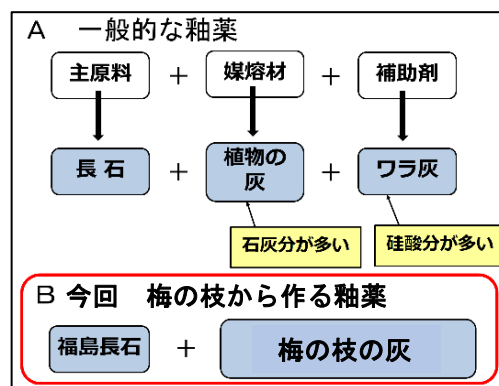 A 一般的な釉薬
主原料 + 媒熔材 + 補助剤
長石 + 植物の灰 + ワラ灰
石灰分が多い 硅酸分が多い
B 今回 梅の枝から作る釉薬
福島長石 + 梅の枝の灰